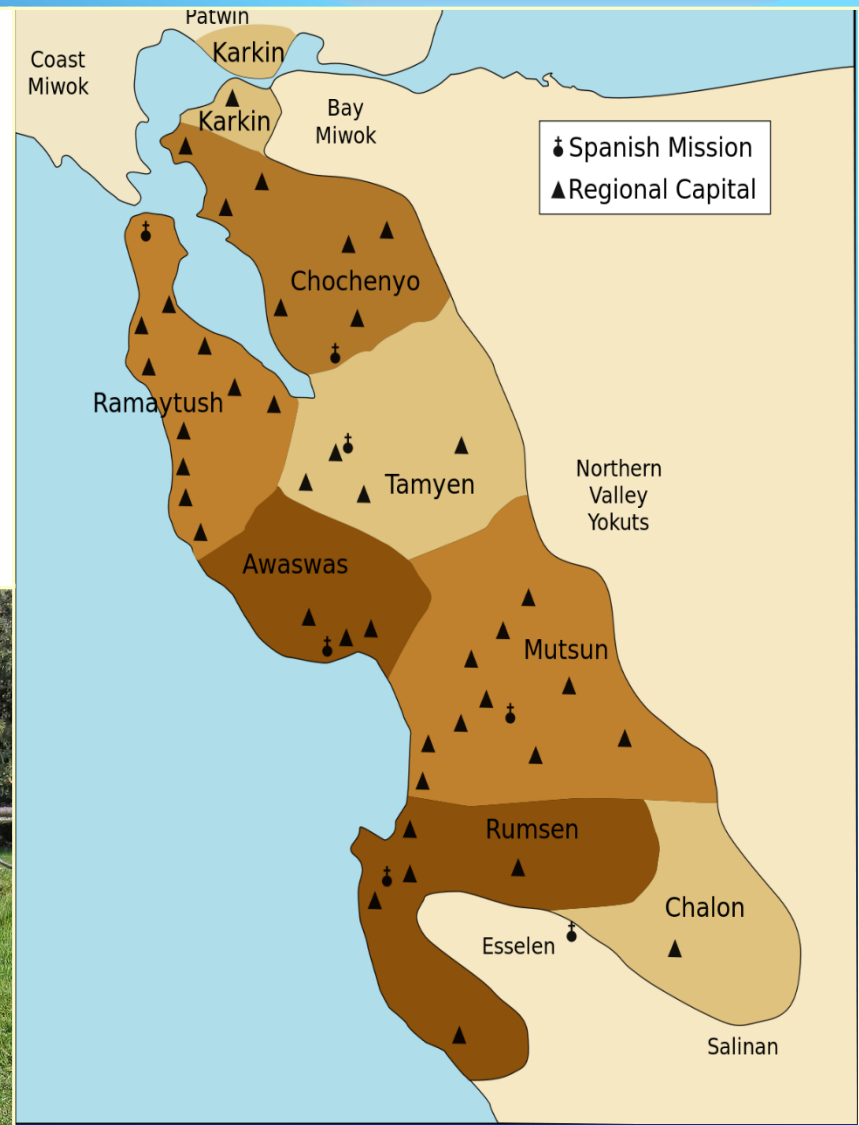 Patwin
Karkin
Coast
Miwok
Karkin
Bay
Miwok
Spanish Mission
Regional Capital
Chochenyo
Ramaytush
Tamyen
Northern
Valley
Yokuts
Awaswas
Mutsun
Rumsen
Chalon
Esselen
Salinan